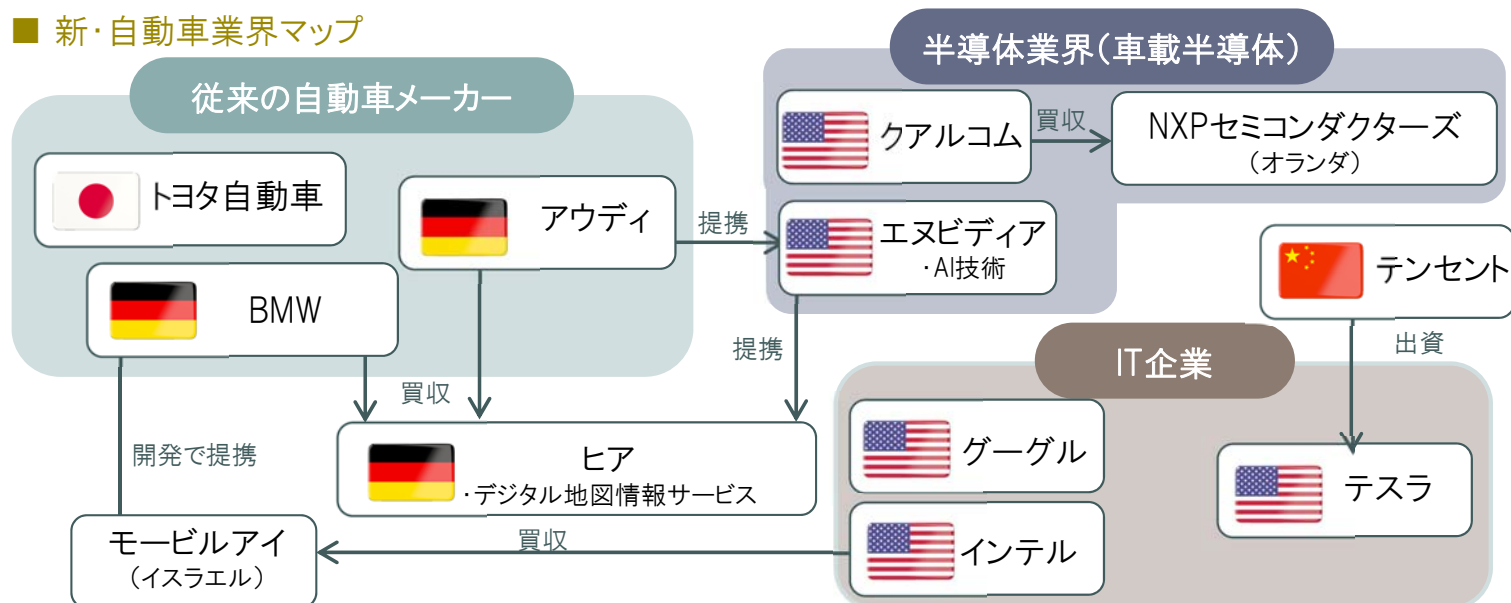 ■ 新・自動車業界マップ
従来の自動車メーカー
半導体業界(車載半導体)
トヨタ自動車
アウディ
BMW
提携
クアルコム
買収
NXPセミコンダクターズ
(オランダ)
エヌビディア
・AI技術
テンセント
出資
提携
買収
IT企業
開発で提携
ヒア
・デジタル地図情報サービス
グーグル
テスラ
インテル
買収
モービルアイ
(イスラエル)